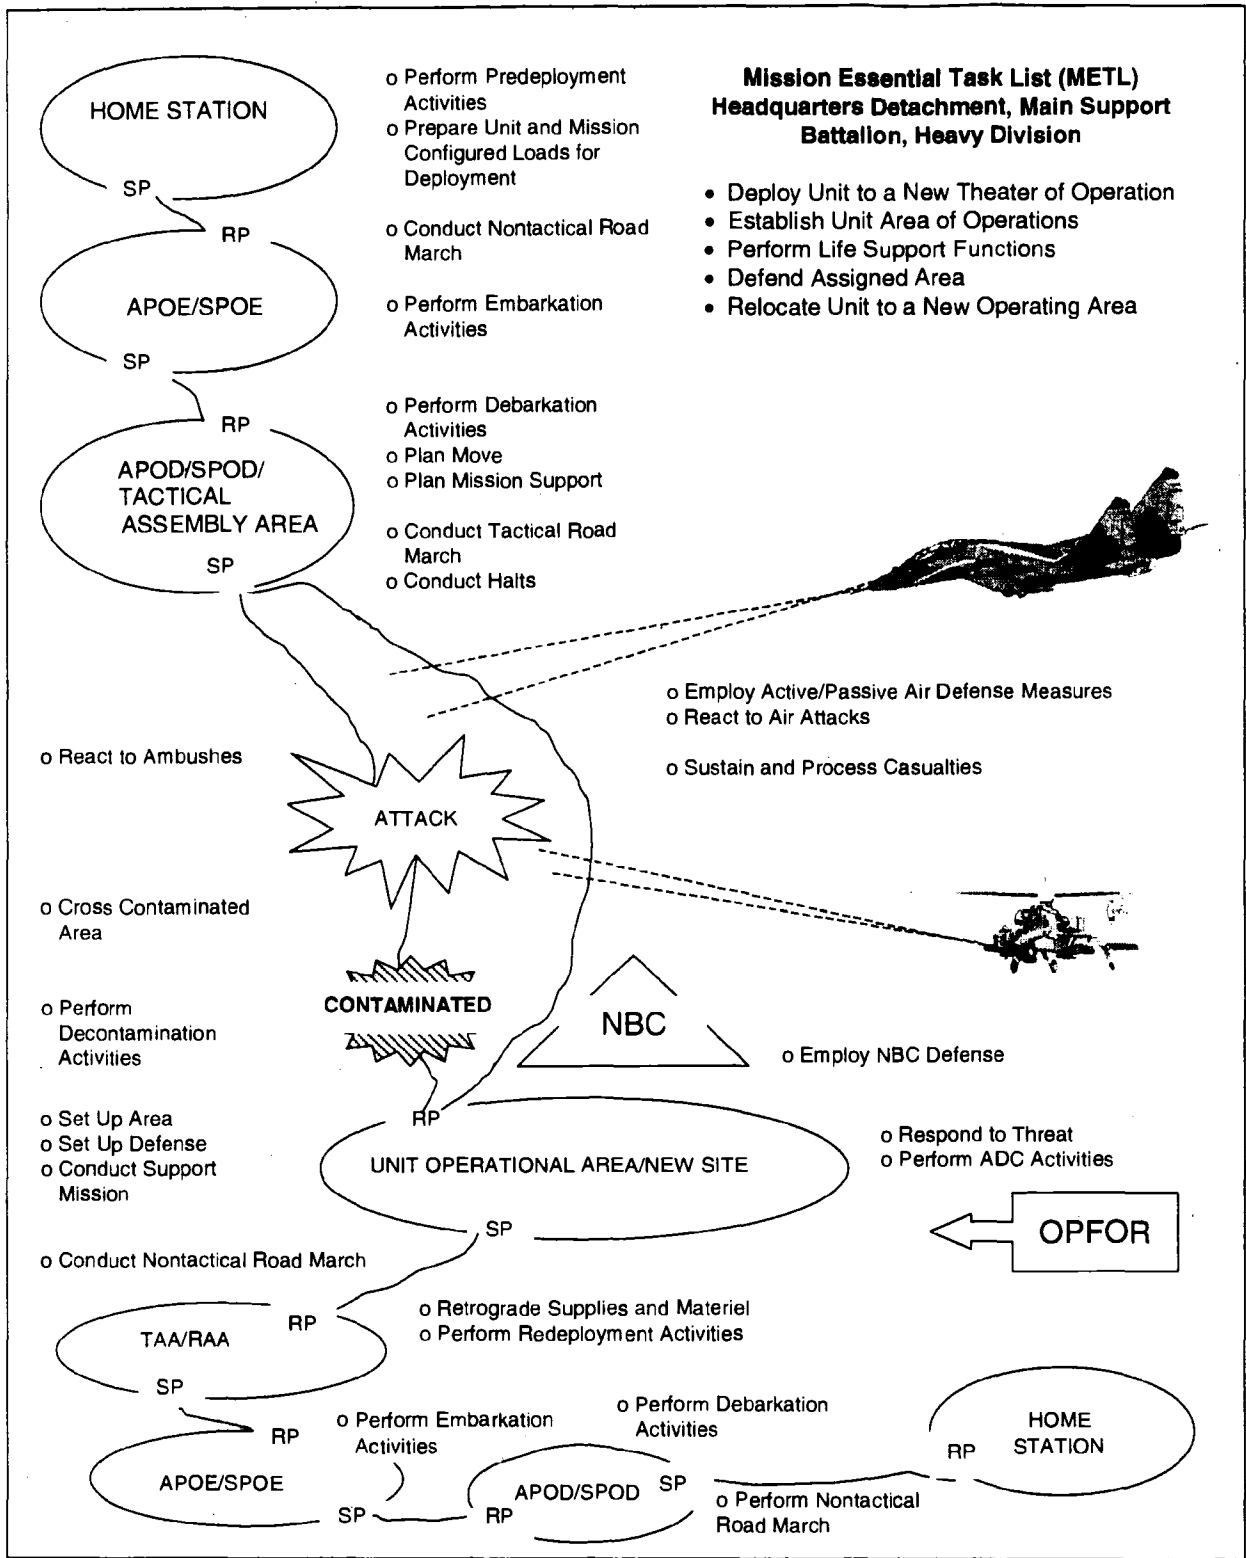 HOME STATION
SP
o Perform Predeployment
Activities
o Prepare Unit and Mission
Configured Loads for
Deployment
Mission Essential Task List (METL)
Headquarters Detachment, Main Support
Battalion, Heavy Division
• Deploy Unit to a New Theater of Operation
• Establish Unit Area of Operations
• Perform Life Support Functions
• Defend Assigned Area
• Relocate Unit to a New Operating Area
RP
o Conduct Nontactical Road
March
APOE/SPOE
o Perform Embarkation
Activities
SP
RP
o Perform Debarkation
Activities
o Plan Move
o Plan Mission Support
APOD/SPOD/
TACTICAL
ASSEMBLY AREA
SP
o Conduct Tactical Road
March
o Conduct Halts
o Employ Active/Passive Air Defense Measures
o React to Air Attacks
o React to Ambushes
o Sustain and Process Casualties
ATTACK
o Cross Contaminated
Area
CONTAMINATED
o Perform
Decontamination
Activities
NBC
o Employ NBC Defense
o Set Up Area
o Set Up Defense
o Conduct Support
Mission
RP
UNIT OPERATIONAL AREA/NEW SITE
SP
o Respond to Threat
o Perform ADC Activities
OPFOR
o Conduct Nontactical Road March
RP
TAA/RAA
SP
o Retrograde Supplies and Materiel
o Perform Redeployment Activities
RP
o Perform Embarkation
Activities
APOE/SPOE
SP
o Perform Debarkation
Activities
RP
APOD/SPOD
SP
o Perform Nontactical
Road March
RP
HOME
STATION